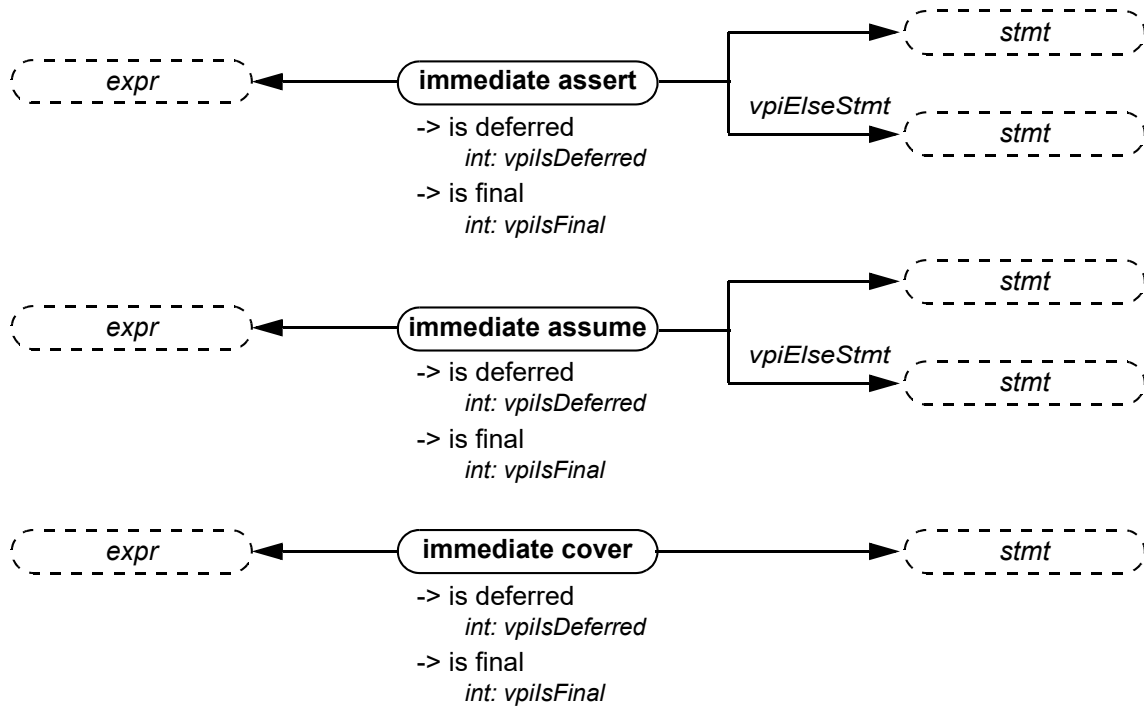 stmt
expr
immediate assert
vpiElseStmt
stmt
-> is deferred
int: vpiIsDeferred
-> is final
int: vpiIsFinal
stmt
expr
immediate assume
vpiElseStmt
stmt
-> is deferred
int: vpiIsDeferred
-> is final
int: vpiIsFinal
expr
immediate cover
stmt
-> is deferred
int: vpiIsDeferred
-> is final
int: vpiIsFinal